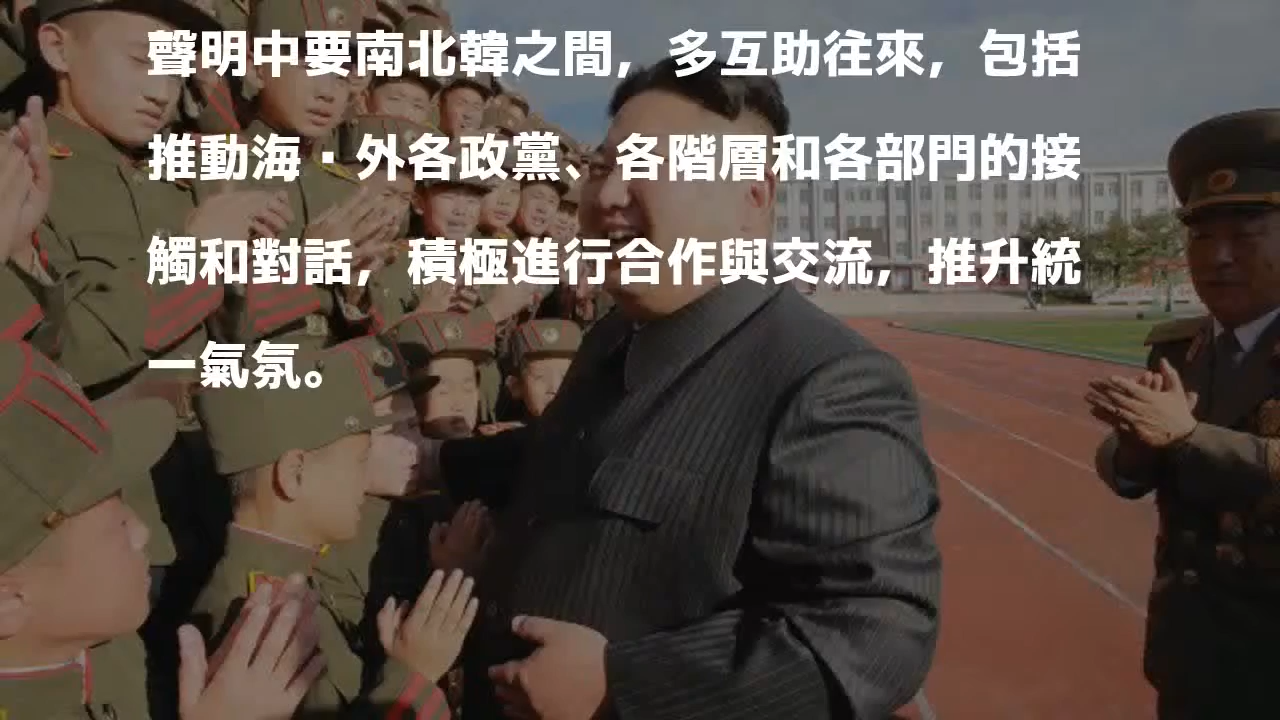 聲明中要南北韓之間，多互助往來，包括
推動海·外各政黨、各階層和各部門的接
觸和對話，積極進行合作與交流，推升統
一氣氛。